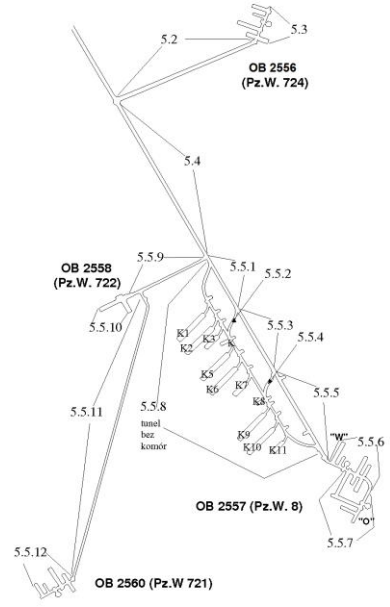 5.3
5.2
OB 2556
(Pz.W. 724)
5.4
5.5.9
OB 2558
(Pz.W. 722)
5.5.1
5.5.2
5.5.10
K1
K2
K3
K
5.5.3
5.5.4
K5
K6
K7
5.5.8
tunel
bez
komór
5.5.11
K8
5.5.5
K9
K10
K11
"W"
5.5.6
OB 2557 (Pz.W. 8)
"O"
5.5.7
5.5.12
OB 2560 (Pz.W 721)